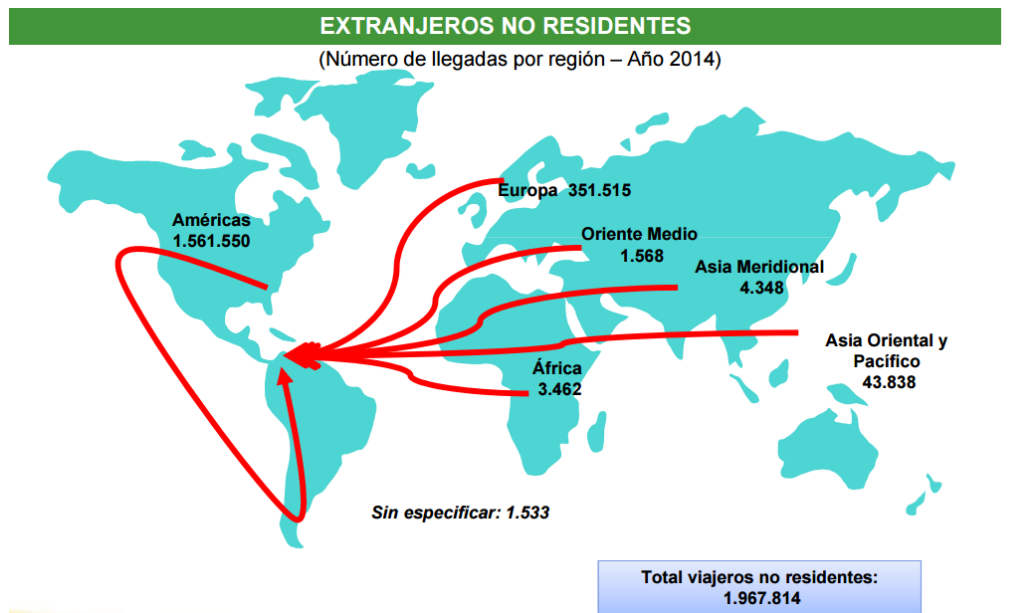 EXTRANJEROS NO RESIDENTES
(Número de llegadas por región – Año 2014)
Europa 351.515
Américas
1.561.550
Oriente Medio
1.568
Asia Meridional
4.348
Asia Oriental y
Pacífico
43.838
África
3.462
Sin especificar: 1.533
Total viajeros no residentes:
1.967.814